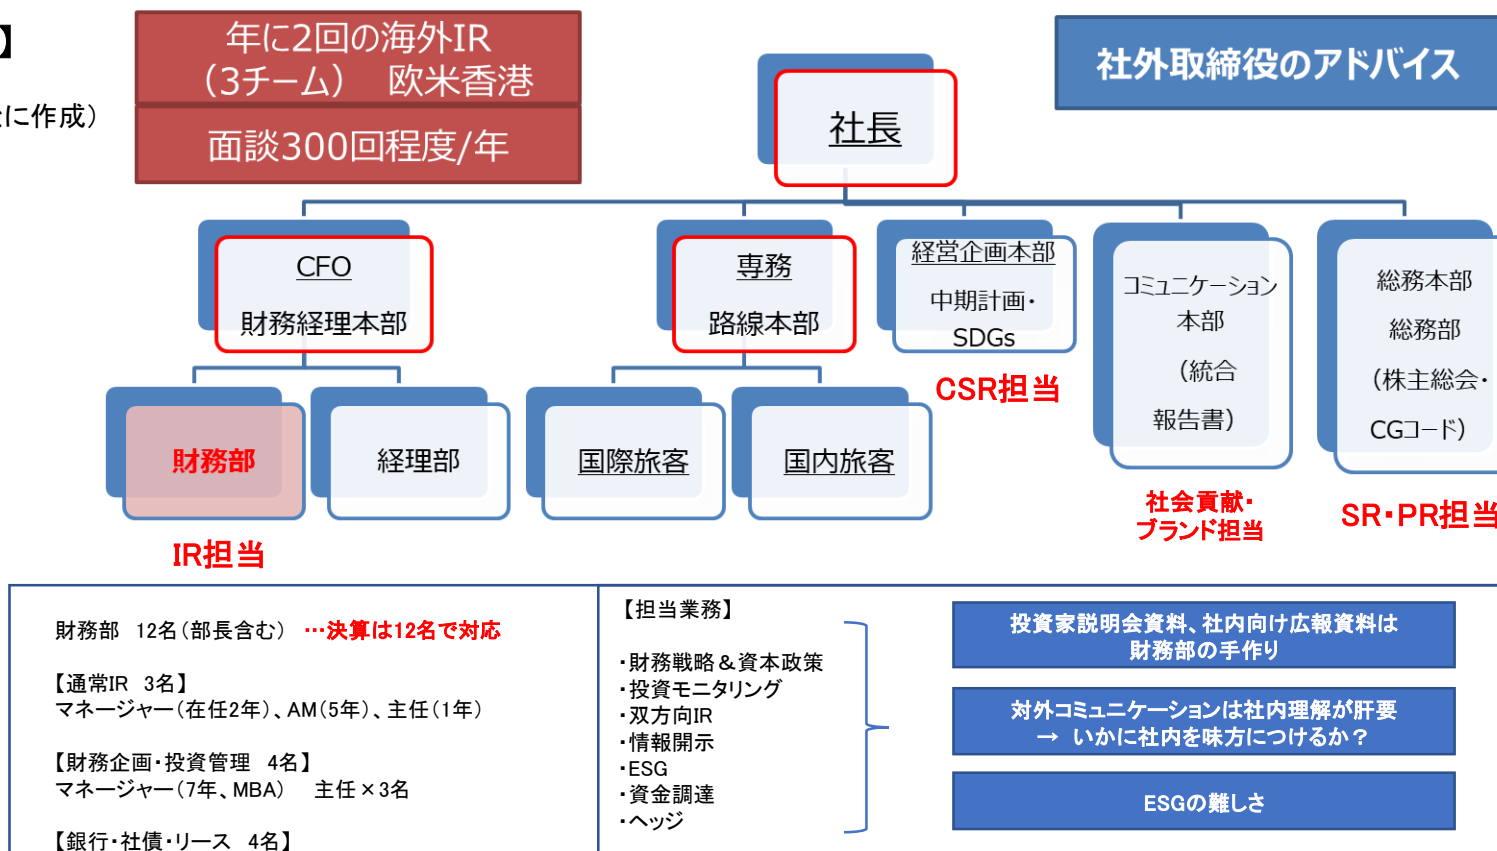 】
に作成）
年に2回の海外IR
（3チーム）　欧米香港
面談300回程度/年
社長
社外取締役のアドバイス
CFO
財務経理本部
専務
路線本部
経営企画本部
中期計画・
SDGs
CSR担当
コミュニケーション
本部
（統合
報告書）
社会貢献・
ブランド担当
総務本部
総務部
（株主総会・
CGコード）
SR・PR担当
財務部
経理部
国際旅客
国内旅客
IR担当
財務部　12名（部長含む）　…決算は12名で対応
【通常IR　3名】
マネージャー（在任2年）、AM（5年）、主任（1年）
【財務企画・投資管理　4名】
マネージャー（7年、MBA）　主任×3名
【銀行・社債・リース　4名】
【担当業務】
・財務戦略＆資本政策
・投資モニタリング
・双方向IR
・情報開示
・ESG
・資金調達
・ヘッジ
投資家説明会資料、社内向け広報資料は
財務部の手作り
対外コミュニケーションは社内理解が肝要
→ いかに社内を味方につけるか？
ESGの難しさ